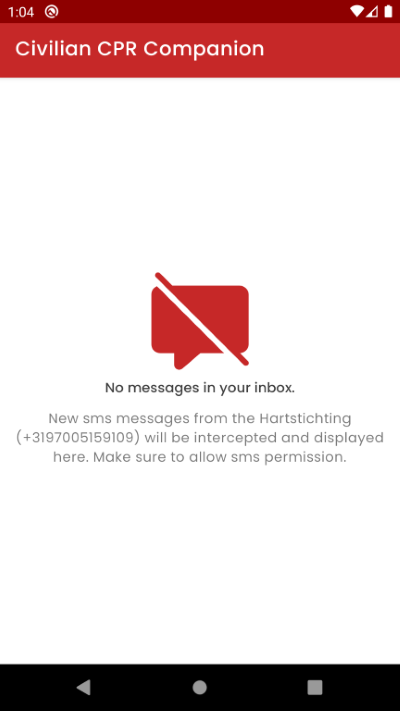 1:04
Civilian CPR Companion
No messages in your inbox.
New sms messages from the Hartstichting
(+3197005159109) will be intercepted and displayed
here. Make sure to allow sms permission.